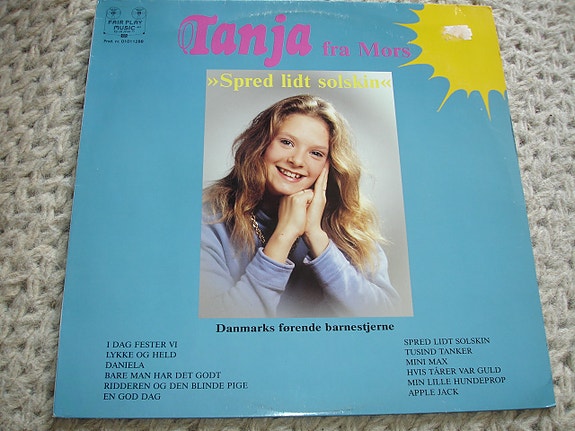 FAIR PLAY
MUSIC
Tanja fra Mors
»Spred lidt solskin«
Danmarks førende barnestjerne
I DAG FESTER VI
LYKKE OG HELD
DANIELA
BARE MAN HAR DET GODT
RIDDEREN OG DEN BLINDE PIGE
EN GOD DAG
SPRED LIDT SOLSKIN
TUSIND TANKER
MINI MAX
HVIS TÅRER VAR GULD
MIN LILLE HUNDEPROP
APPLE JACK